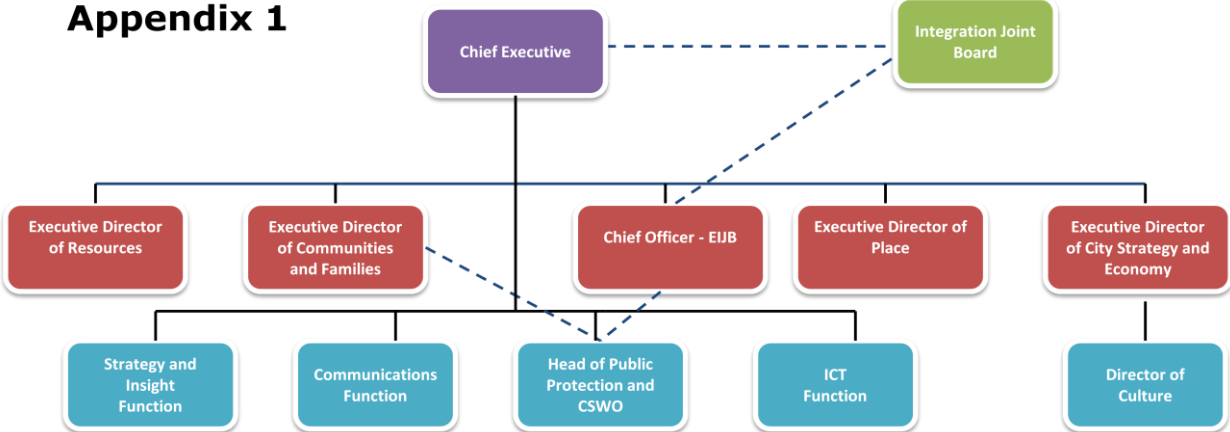 Appendix 1
Chief Executive
Integration Joint
Board
Executive Director
of Resources
Executive Director
of Communities
and Families
Chief Officer - EIJB
Executive Director of
Place
Executive Director
of City Strategy and
Economy
Strategy and
Insight
Function
Communications
Function
Head of Public
Protection and
CSWO
ICT
Function
Director of
Culture